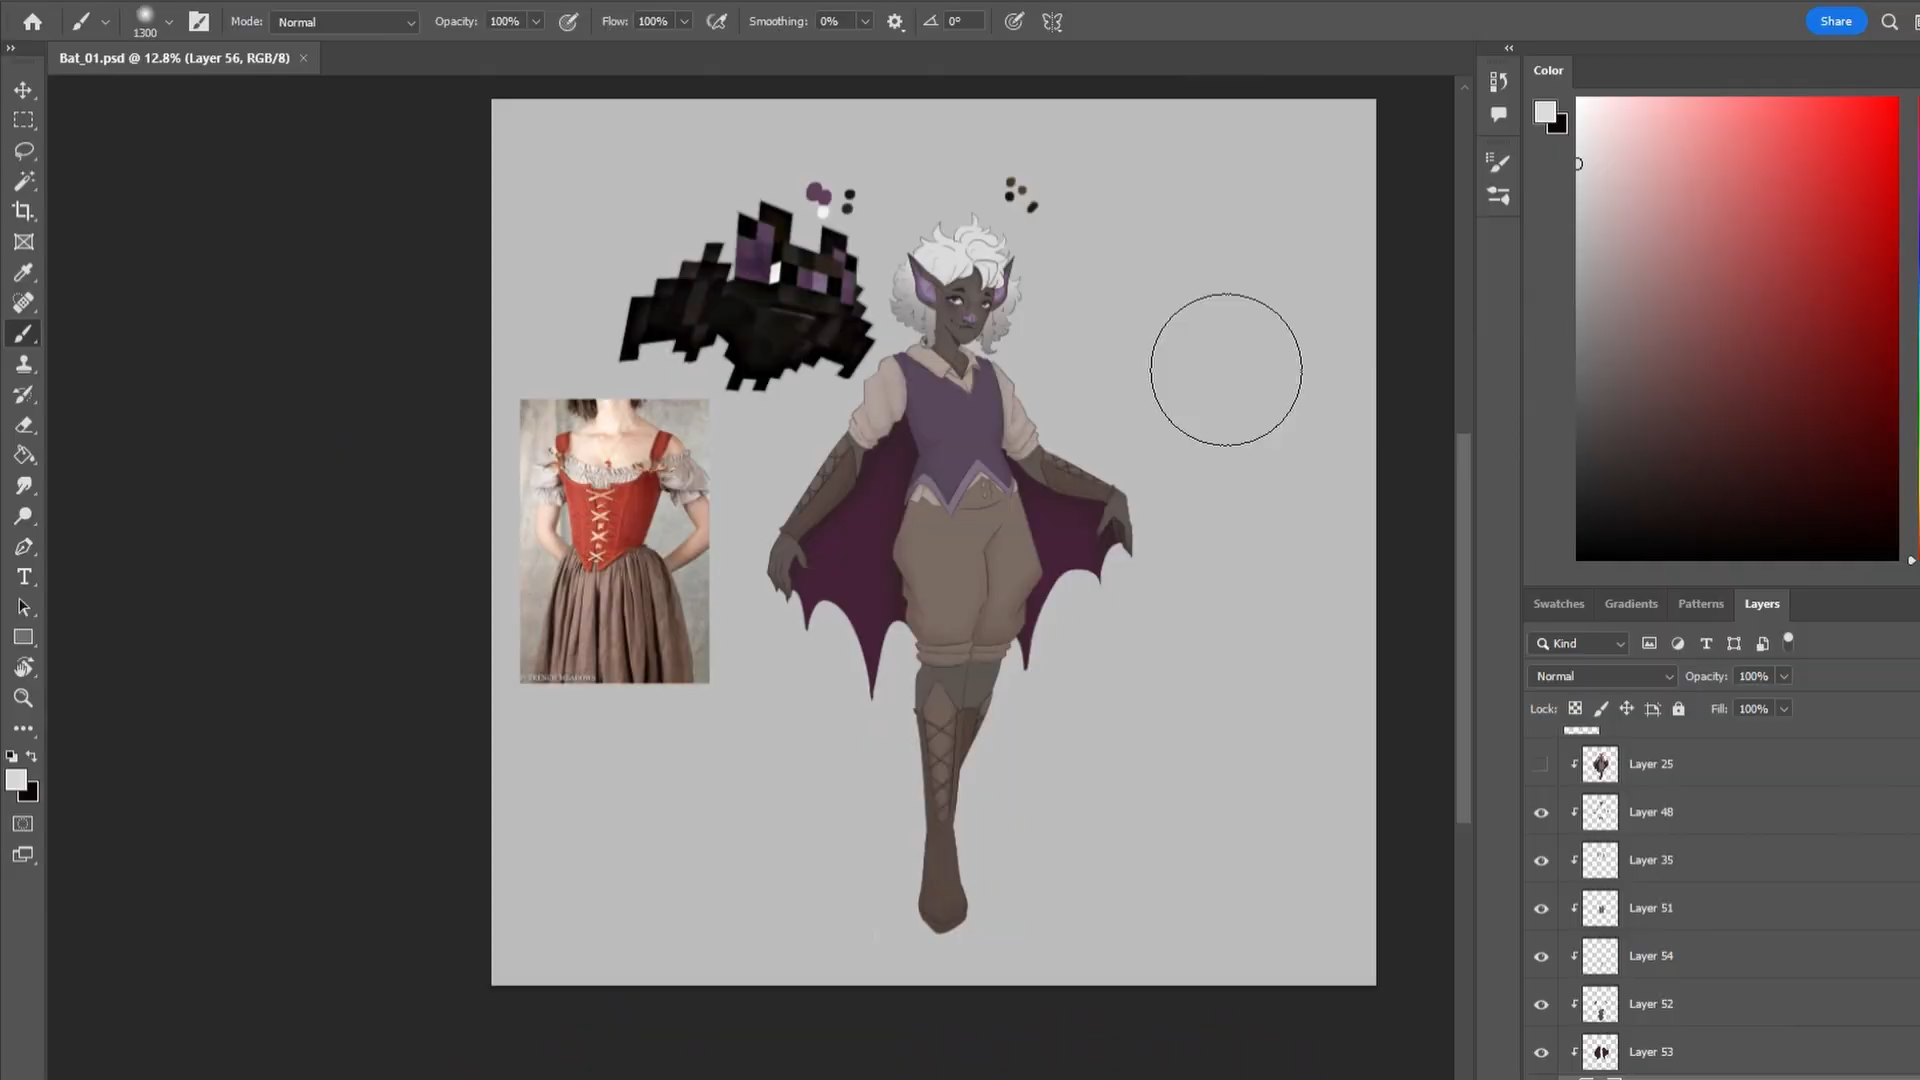 1300
Mode: Normal
Opacity: 100%
Flow: 100%
Smoothing: 0%
0°
Share
Bat_01.psd @ 12.8% (Layer 56, RGB/8) ×
Color
Swatches
Gradients
Patterns
Layers
Kind
Normal
Opacity: 100%
Lock:
Fill: 100%
Layer 25
Layer 48
Layer 35
Layer 51
Layer 54
Layer 52
Layer 53